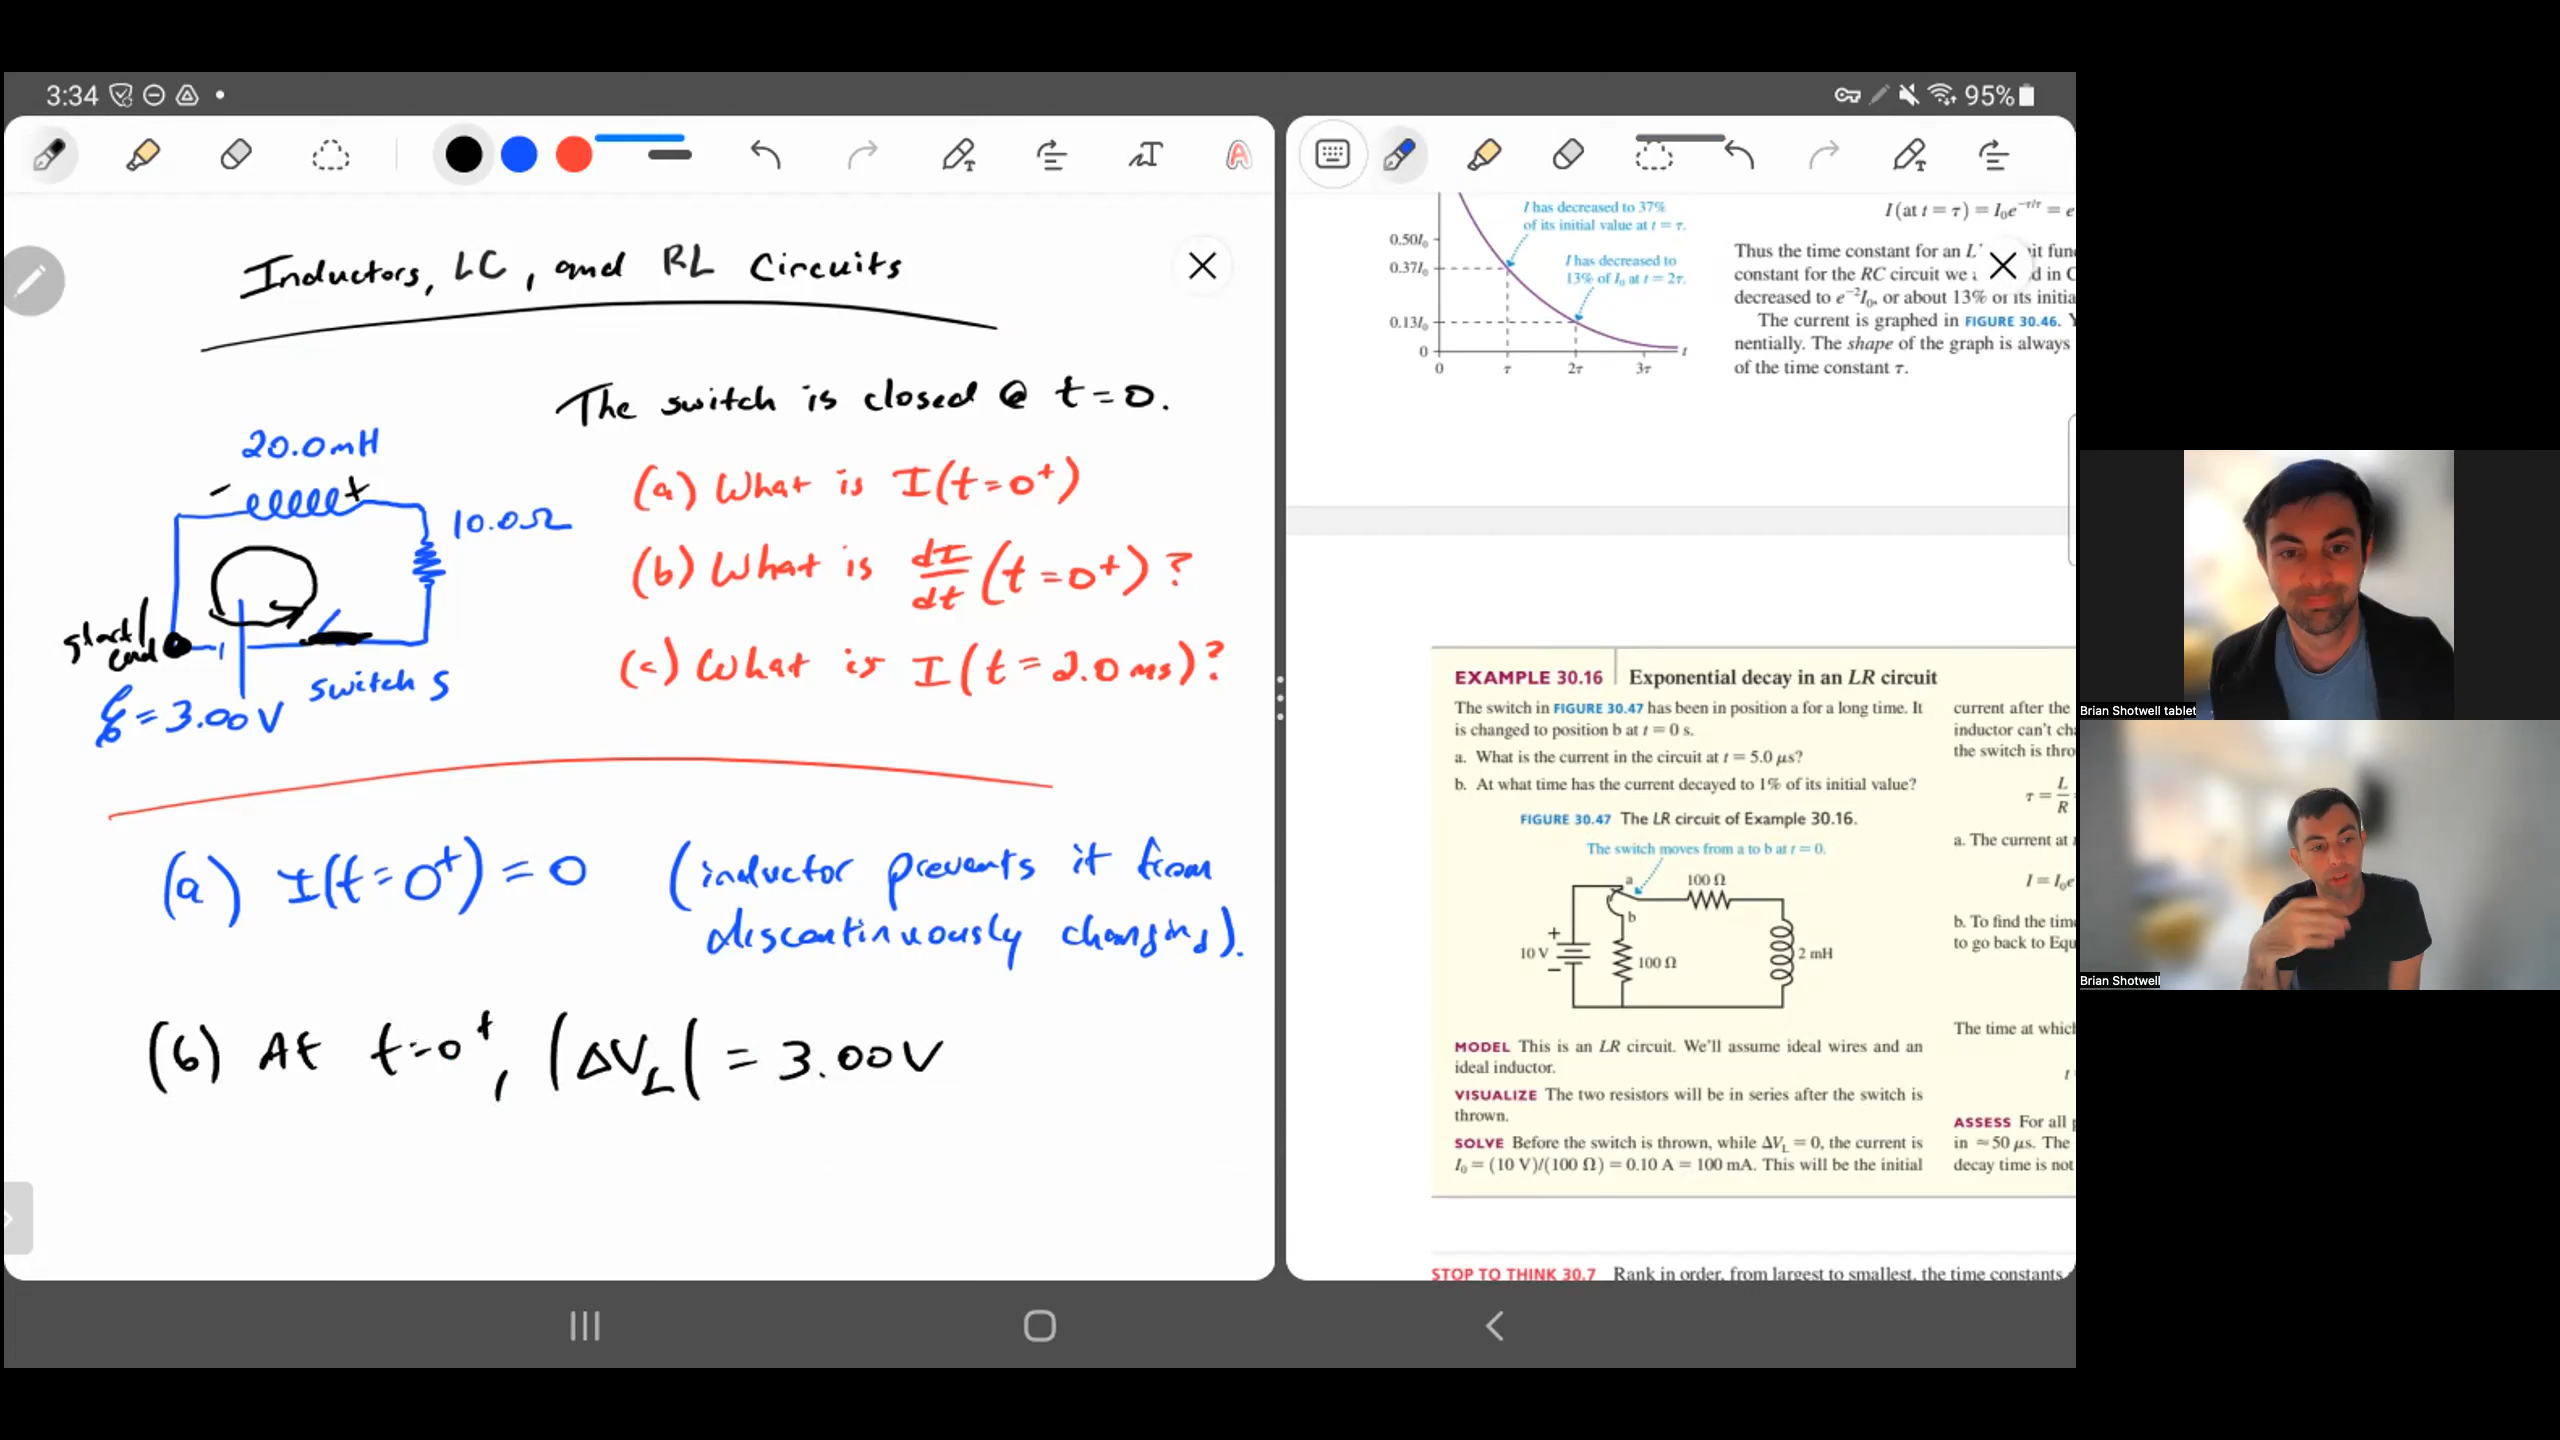 3:34
95%
Inductors, LC, and RL Circuits
The switch is closed @ t=0.
20.0mH
- +
10.0Ω
start/
end
switch S
ℰ = 3.00V
(a) What is I(t=0⁺)
(b) What is dI/dt (t=0⁺)?
(c) What is I(t=2.0ms)?
(a) I(t=0⁺) = 0 (inductor prevents it from
discontinuously changing).
(b) At t=0⁺, |ΔV_L| = 3.00V
I has decreased to 37%
of its initial value at t = τ.
0.50I₀
0.37I₀
I has decreased to
13% of I₀ at t = 2τ.
0.13I₀
0
t
0 τ 2τ 3τ
I (at t = τ) = I₀e^(−τ/τ) = e
Thus the time constant for an L it fun
constant for the RC circuit we d in C
decreased to e⁻²I₀, or about 13% of its initia
The current is graphed in FIGURE 30.46. Y
nentially. The shape of the graph is always
of the time constant τ.
EXAMPLE 30.16 Exponential decay in an LR circuit
The switch in FIGURE 30.47 has been in position a for a long time. It
is changed to position b at t = 0 s.
a. What is the current in the circuit at t = 5.0 μs?
b. At what time has the current decayed to 1% of its initial value?
FIGURE 30.47 The LR circuit of Example 30.16.
The switch moves from a to b at t = 0.
a
100 Ω
b
+
10 V
−
100 Ω
2 mH
MODEL This is an LR circuit. We'll assume ideal wires and an
ideal inductor.
VISUALIZE The two resistors will be in series after the switch is
thrown.
SOLVE Before the switch is thrown, while ΔV_L = 0, the current is
I₀ = (10 V)/(100 Ω) = 0.10 A = 100 mA. This will be the initial
current after the
inductor can't ch
the switch is thro
τ = L/R
a. The current at
I = I₀e
b. To find the tim
to go back to Equ
The time at which
t
ASSESS For all p
in ≈ 50 μs. The
decay time is not
STOP TO THINK 30.7 Rank in order, from largest to smallest, the time constants
Brian Shotwell tablet
Brian Shotwell